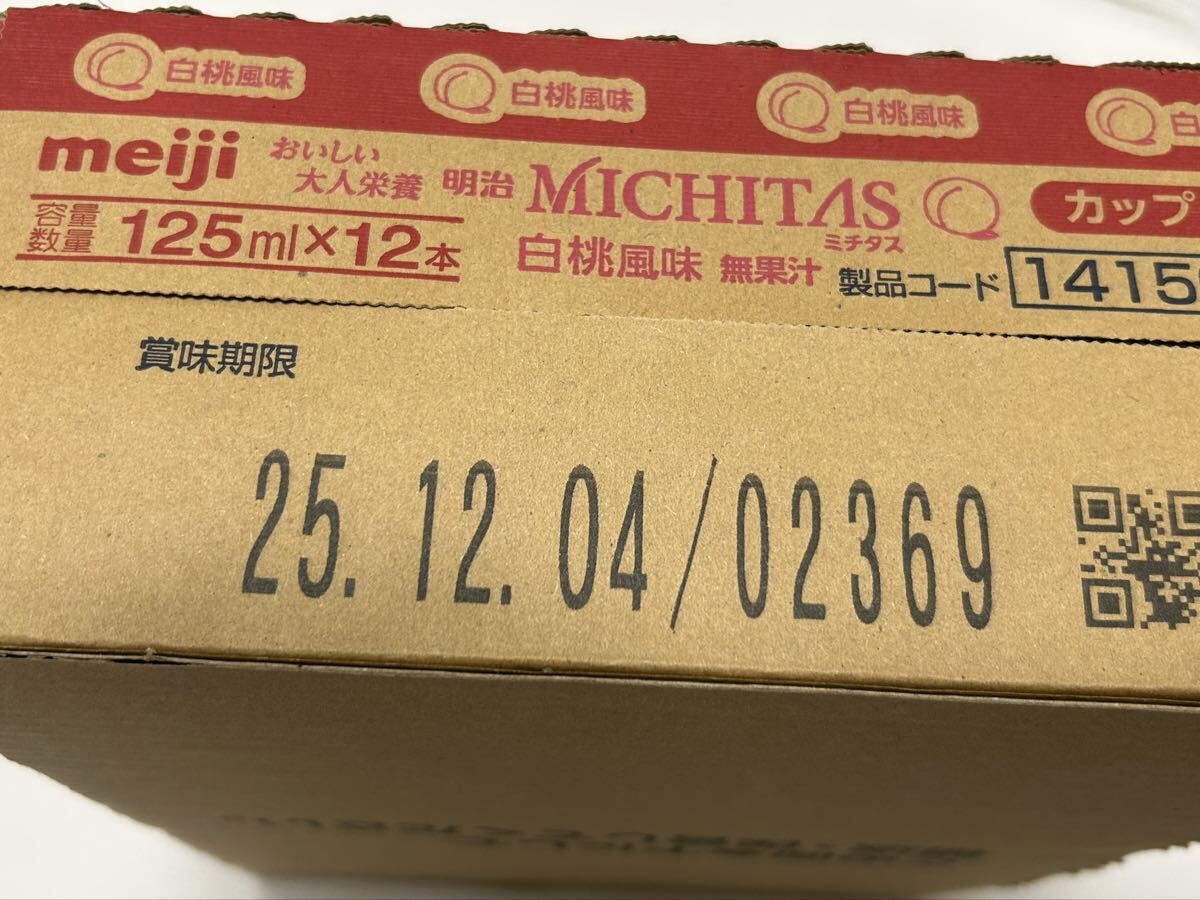 白桃風味 白桃風味 白桃風味 白
meiji おいしい 大人栄養 明治 MICHITAS ミチタス カップ
容量 数量 125ml×12本 白桃風味 無果汁 製品コード 1415
賞味期限
25.12.04/02369